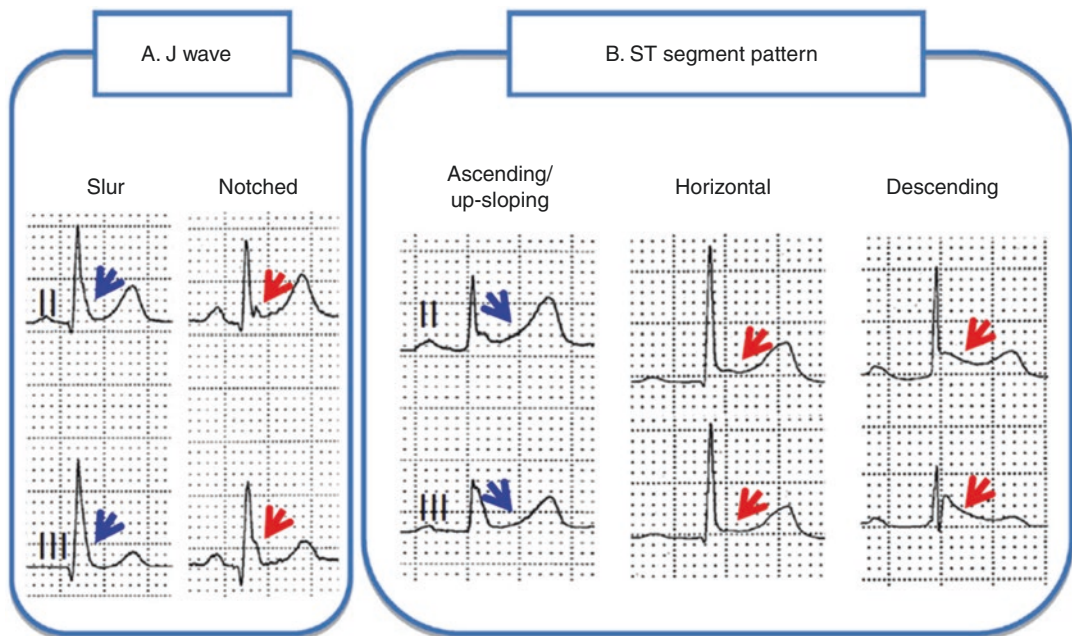 A. J wave
B. ST segment pattern
Slur
Notched
Ascending/
up-sloping
Horizontal
Descending
II
II
III
III